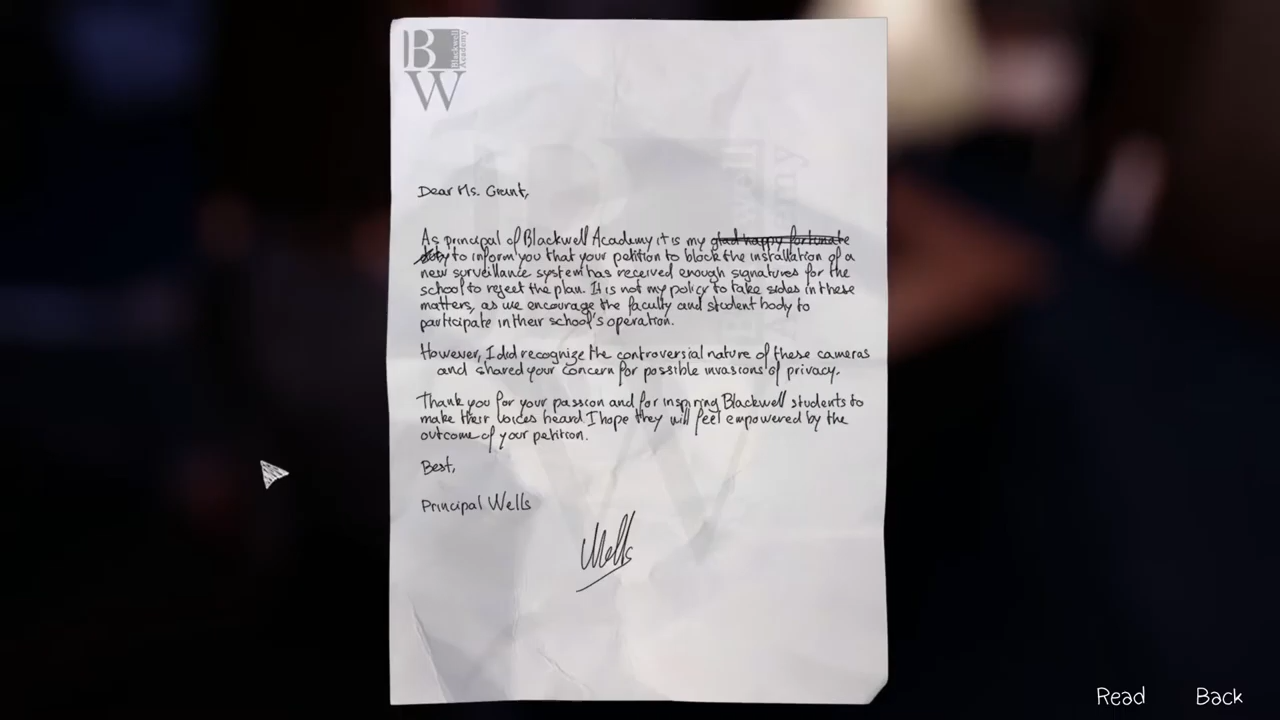 B
Blackwell
Academy
W
Dear Ms. Grant,
As principal of Blackwell Academy it is my glad happy fortunate
duty to inform you that your petition to block the installation of a
new surveillance system has received enough signatures for the
school to reject the plan. It is not my policy to take sides in these
matters, as we encourage the faculty and student body to
participate in their school's operation.
However, I did recognize the controversial nature of these cameras
and shared your concern for possible invasions of privacy.
Thank you for your passion and for inspiring Blackwell students to
make their voices heard I hope they will feel empowered by the
outcome of your petition.
Best,
Principal Wells
Wells
Read Back